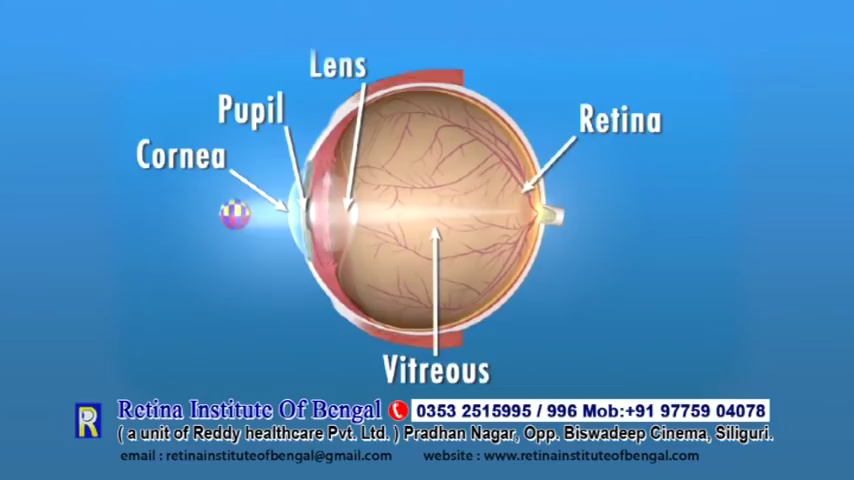 Lens
Pupil
Retina
Cornea
Vitreous
R Retina Institute Of Bengal 0353 2515995 / 996 Mob:+91 97759 04078
( a unit of Reddy healthcare Pvt. Ltd. ) Pradhan Nagar, Opp. Biswadeep Cinema, Siliguri.
email : retinainstituteofbengal@gmail.com website : www.retinainstituteofbengal.com